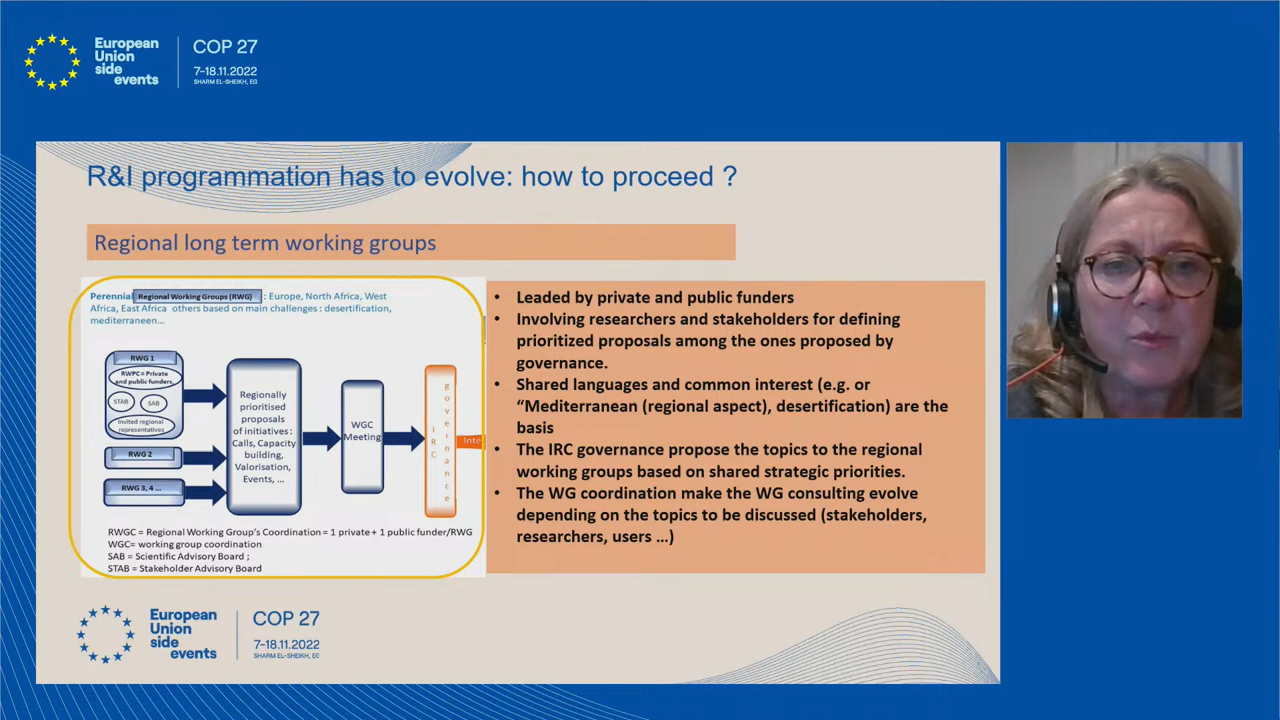 European
Union
side
events
COP 27
7-18.11.2022
SHARM EL-SHEIKH, EG
R&I programmation has to evolve: how to proceed ?
Regional long term working groups
Perennial Regional Working Groups (RWG) : Europe, North Africa, West
Africa, East Africa others based on main challenges : desertification,
mediterraneen...
RWG 1
RWPC = Private
and public funders,
STAB
SAB
Invited regional
representatives
RWG 2
RWG 3, 4 ...
Regionally
prioritised
proposals
of initiatives :
Calls, Capacity
building,
Valorisation,
Events, ...
WGC
Meeting
IRC
governance
Inte
RWGC = Regional Working Group's Coordination = 1 private + 1 public funder/RWG
WGC= working group coordination
SAB = Scientific Advisory Board ;
STAB = Stakeholder Advisory Board
• Leaded by private and public funders
• Involving researchers and stakeholders for defining
prioritized proposals among the ones proposed by
governance.
• Shared languages and common interest (e.g. or
“Mediterranean (regional aspect), desertification) are the
basis
• The IRC governance propose the topics to the regional
working groups based on shared strategic priorities.
• The WG coordination make the WG consulting evolve
depending on the topics to be discussed (stakeholders,
researchers, users ...)
European
Union
side
events
COP 27
7-18.11.2022
SHARM EL-SHEIKH, EG